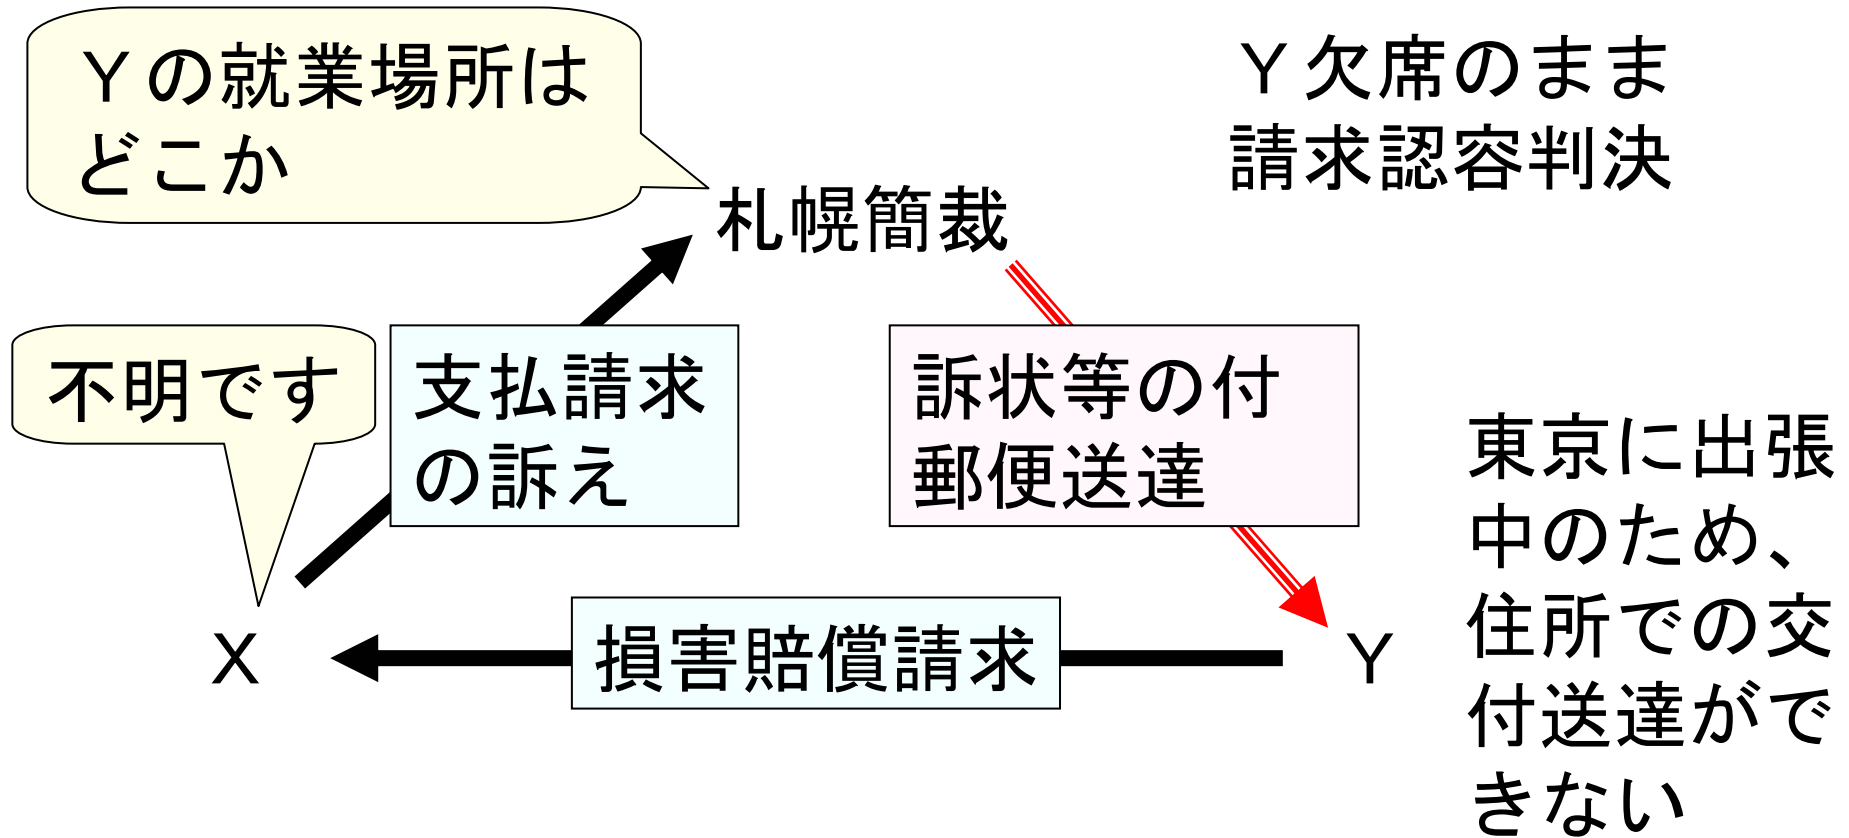 Ｙの就業場所は
どこか
Ｙ欠席のまま
請求認容判決
札幌簡裁
不明です
支払請求
の訴え
訴状等の付
郵便送達
東京に出張
中のため、
住所での交
付送達がで
きない
Ｘ
損害賠償請求
Ｙ